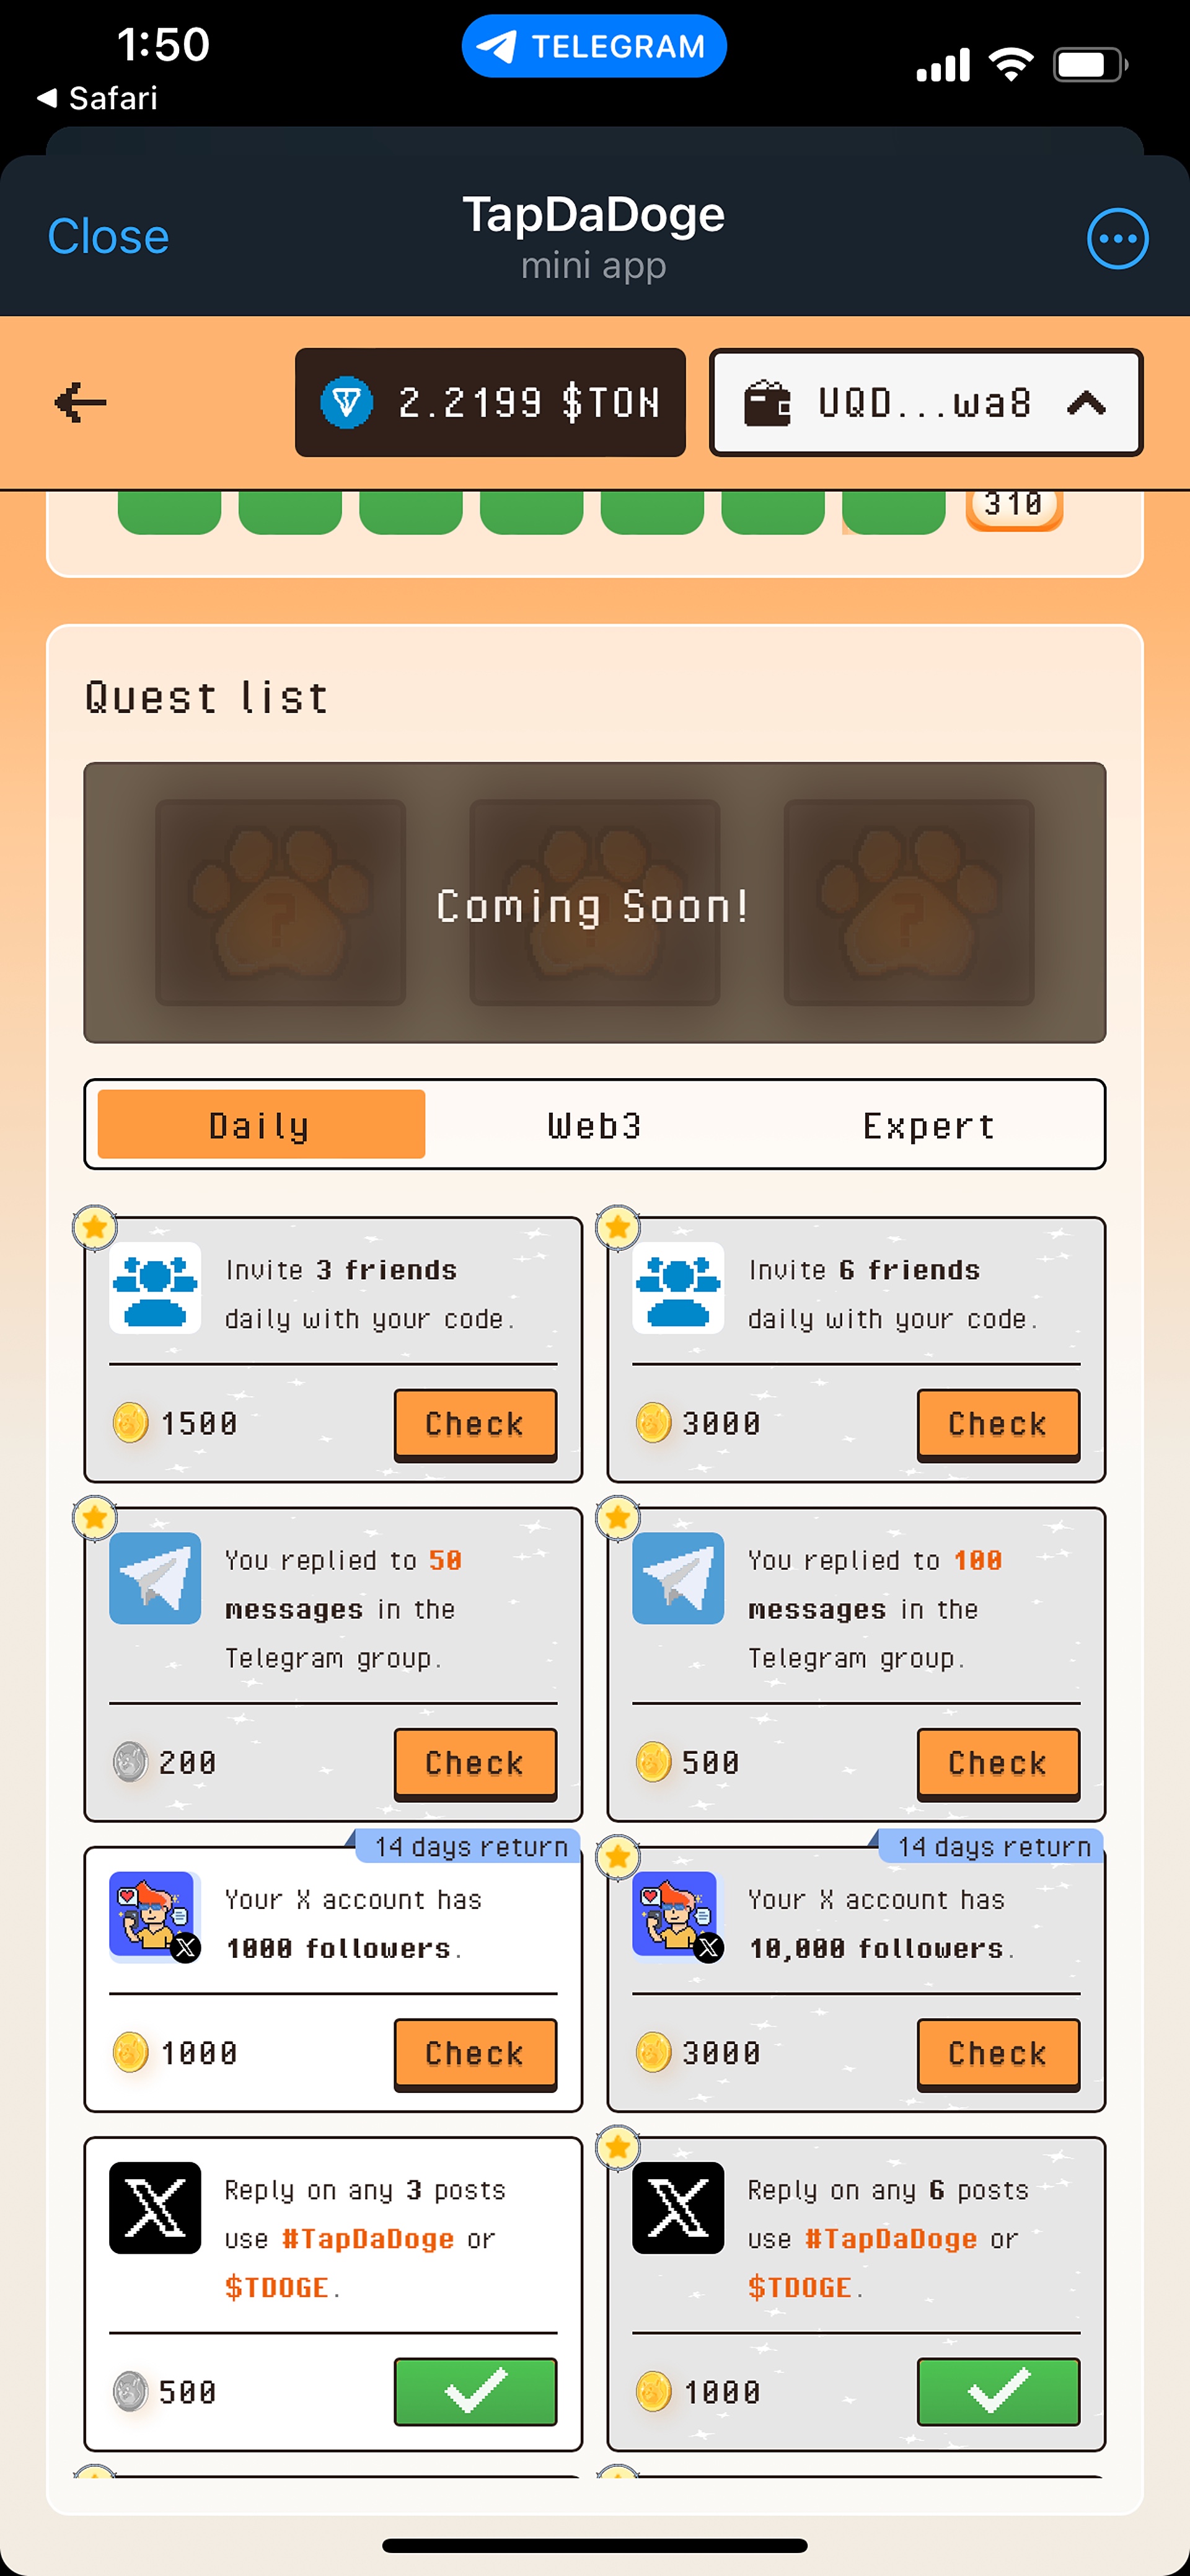 1:50
TELEGRAM
Safari
Close
TapDaDoge
mini app
2.2199 $TON
UQD...wa8
310
Quest list
Coming Soon!
Daily
Web3
Expert
Invite 3 friends
daily with your code.
1500
Check
Invite 6 friends
daily with your code.
3000
Check
You replied to 50
messages in the
Telegram group.
200
Check
You replied to 100
messages in the
Telegram group.
500
Check
14 days return
Your X account has
1000 followers.
1000
Check
14 days return
Your X account has
10,000 followers.
3000
Check
Reply on any 3 posts
use #TapDaDoge or
$TDOGE.
500
Reply on any 6 posts
use #TapDaDoge or
$TDOGE.
1000